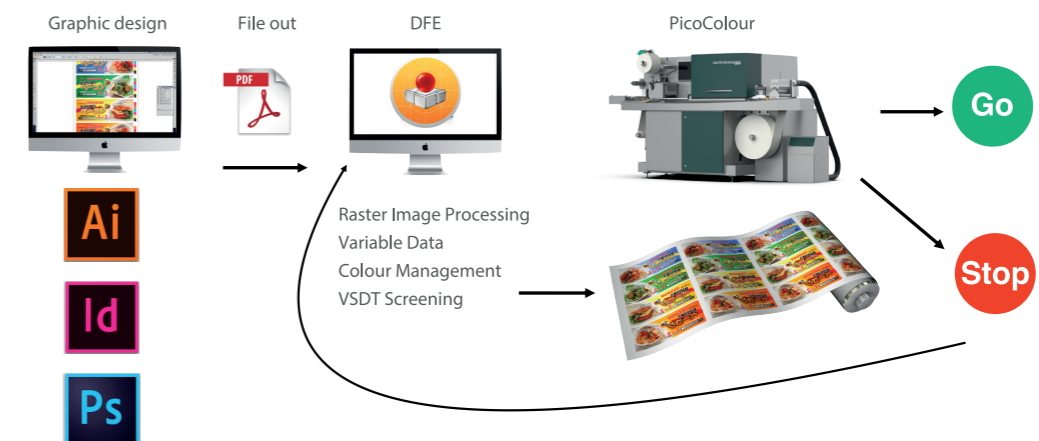 Graphic design
File out
DFE
PicoColour
PDF
Go
Ai
Raster Image Processing
Variable Data
Colour Management
VSDT Screening
Stop
Id
Ps